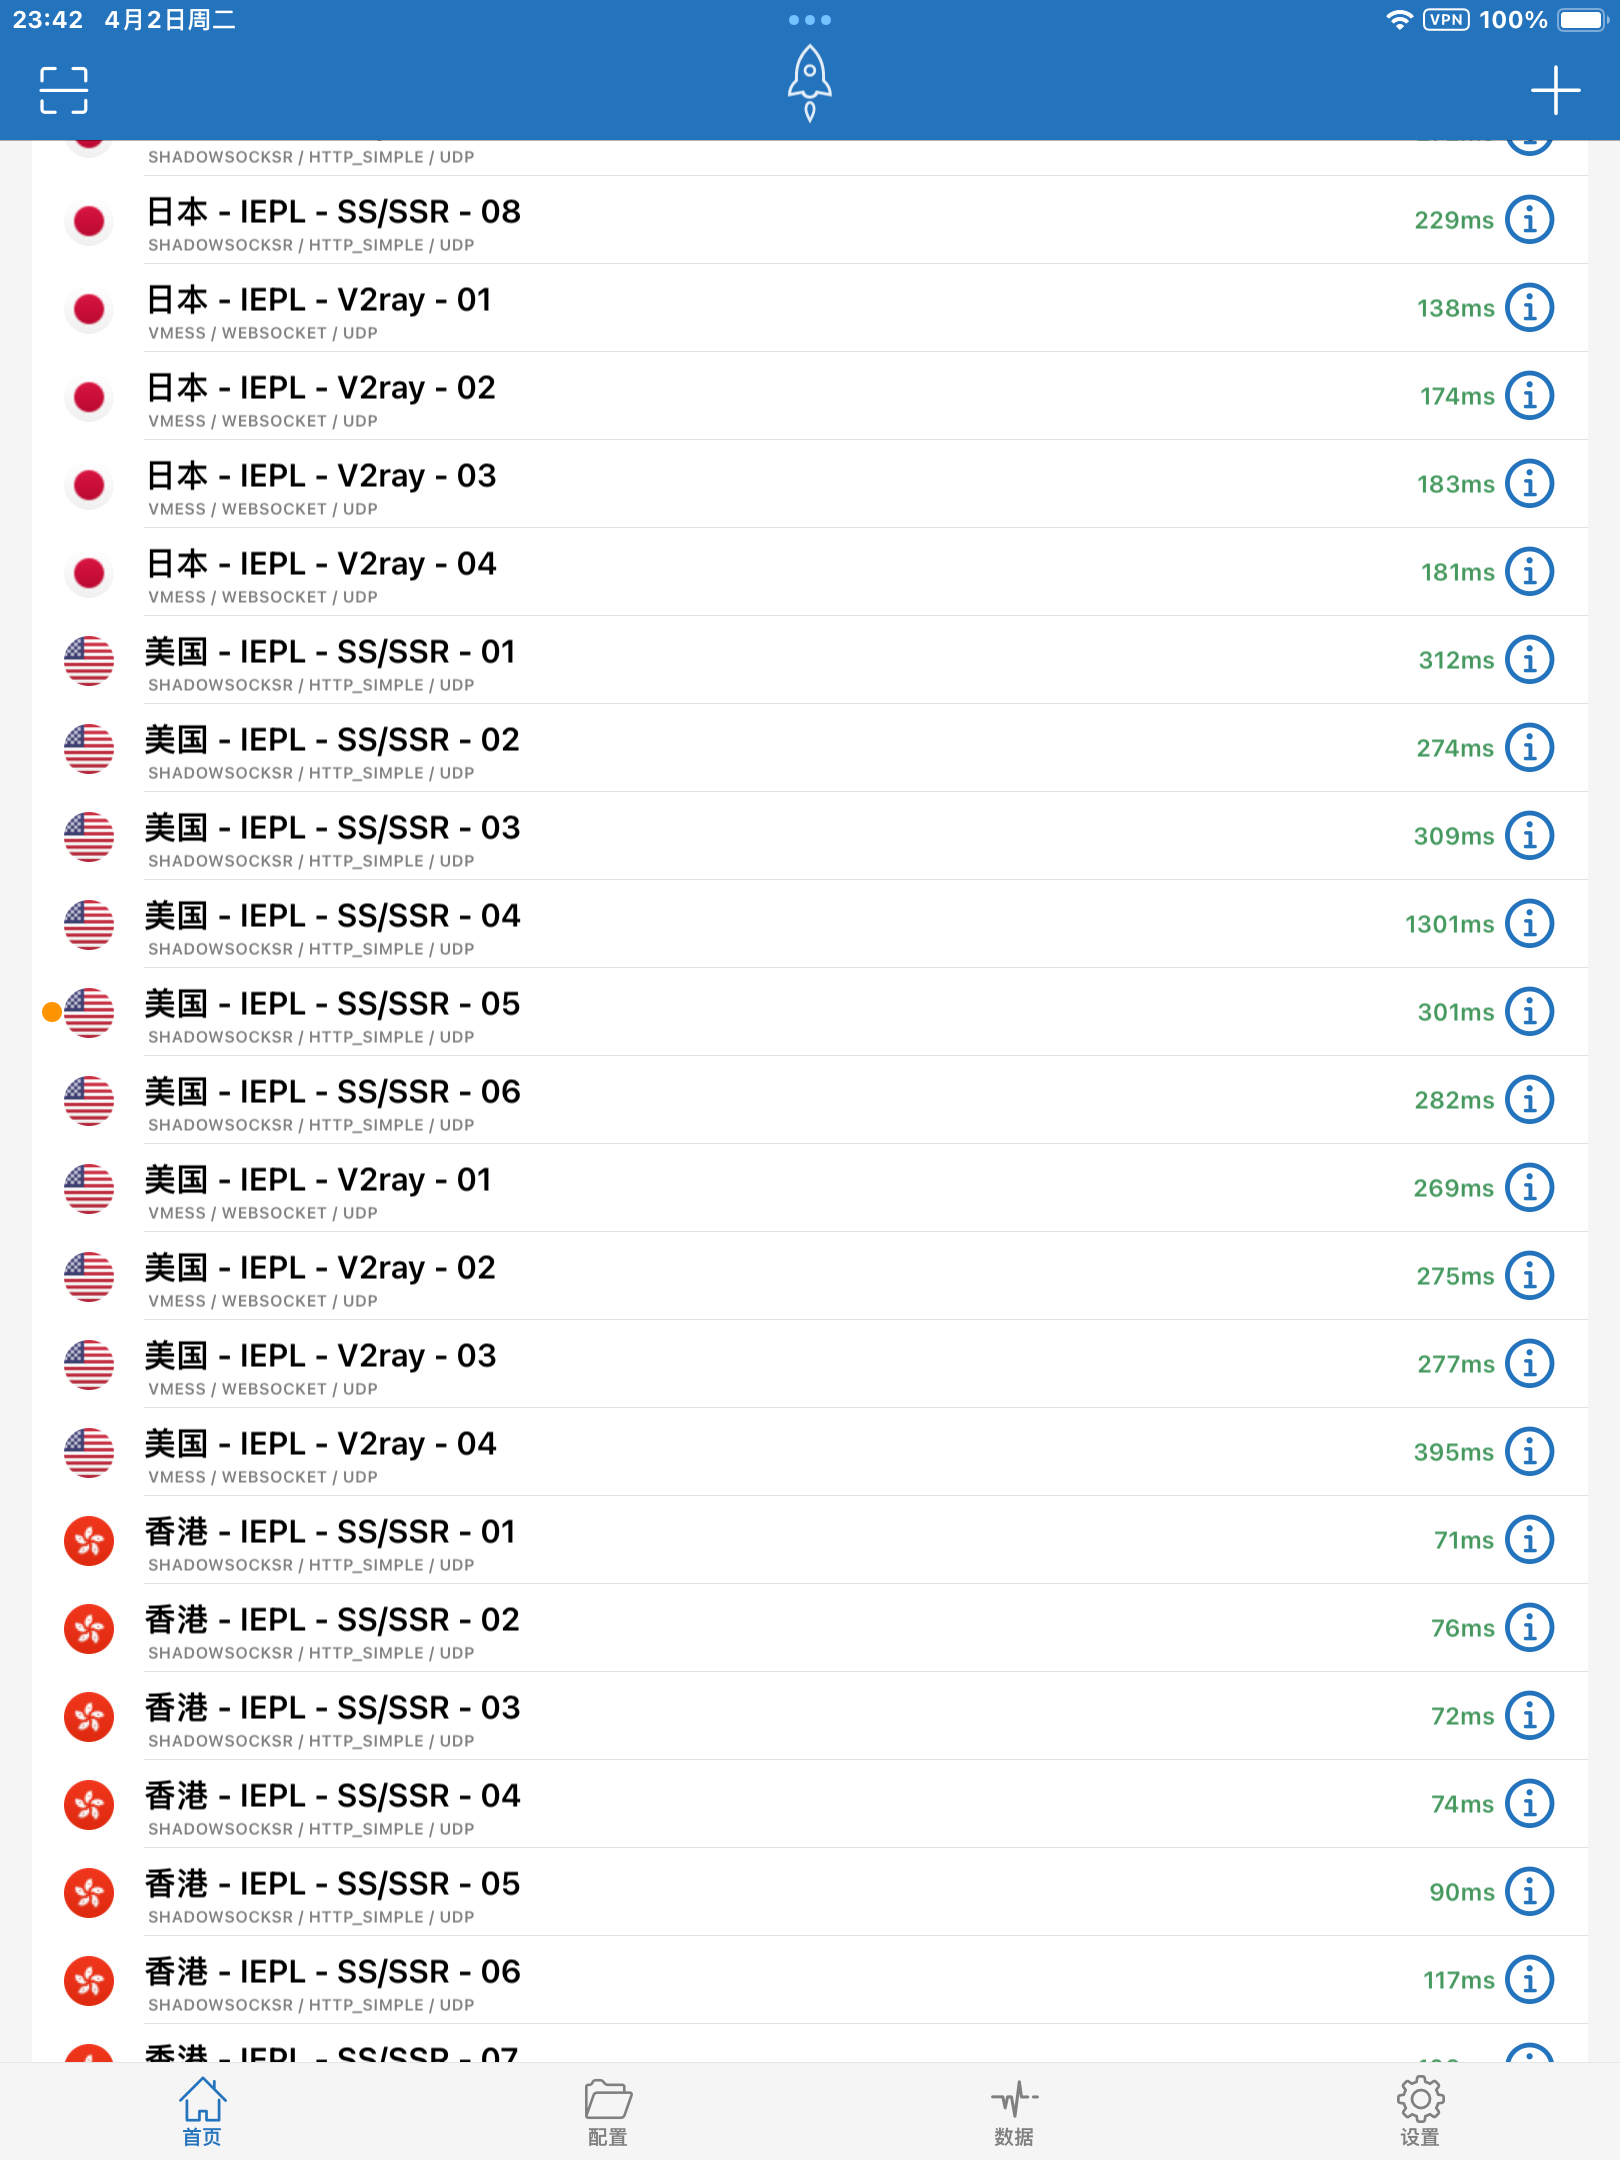 23:42 4月2日周二
VPN 100%
SHADOWSOCKSR / HTTP_SIMPLE / UDP
日本 - IEPL - SS/SSR - 08
229ms
SHADOWSOCKSR / HTTP_SIMPLE / UDP
日本 - IEPL - V2ray - 01
138ms
VMESS / WEBSOCKET / UDP
日本 - IEPL - V2ray - 02
174ms
VMESS / WEBSOCKET / UDP
日本 - IEPL - V2ray - 03
183ms
VMESS / WEBSOCKET / UDP
日本 - IEPL - V2ray - 04
181ms
VMESS / WEBSOCKET / UDP
美国 - IEPL - SS/SSR - 01
312ms
SHADOWSOCKSR / HTTP_SIMPLE / UDP
美国 - IEPL - SS/SSR - 02
274ms
SHADOWSOCKSR / HTTP_SIMPLE / UDP
美国 - IEPL - SS/SSR - 03
309ms
SHADOWSOCKSR / HTTP_SIMPLE / UDP
美国 - IEPL - SS/SSR - 04
1301ms
SHADOWSOCKSR / HTTP_SIMPLE / UDP
美国 - IEPL - SS/SSR - 05
301ms
SHADOWSOCKSR / HTTP_SIMPLE / UDP
美国 - IEPL - SS/SSR - 06
282ms
SHADOWSOCKSR / HTTP_SIMPLE / UDP
美国 - IEPL - V2ray - 01
269ms
VMESS / WEBSOCKET / UDP
美国 - IEPL - V2ray - 02
275ms
VMESS / WEBSOCKET / UDP
美国 - IEPL - V2ray - 03
277ms
VMESS / WEBSOCKET / UDP
美国 - IEPL - V2ray - 04
395ms
VMESS / WEBSOCKET / UDP
香港 - IEPL - SS/SSR - 01
71ms
SHADOWSOCKSR / HTTP_SIMPLE / UDP
香港 - IEPL - SS/SSR - 02
76ms
SHADOWSOCKSR / HTTP_SIMPLE / UDP
香港 - IEPL - SS/SSR - 03
72ms
SHADOWSOCKSR / HTTP_SIMPLE / UDP
香港 - IEPL - SS/SSR - 04
74ms
SHADOWSOCKSR / HTTP_SIMPLE / UDP
香港 - IEPL - SS/SSR - 05
90ms
SHADOWSOCKSR / HTTP_SIMPLE / UDP
香港 - IEPL - SS/SSR - 06
117ms
SHADOWSOCKSR / HTTP_SIMPLE / UDP
香港 - IEPL - SS/SSR - 07
首页
配置
数据
设置